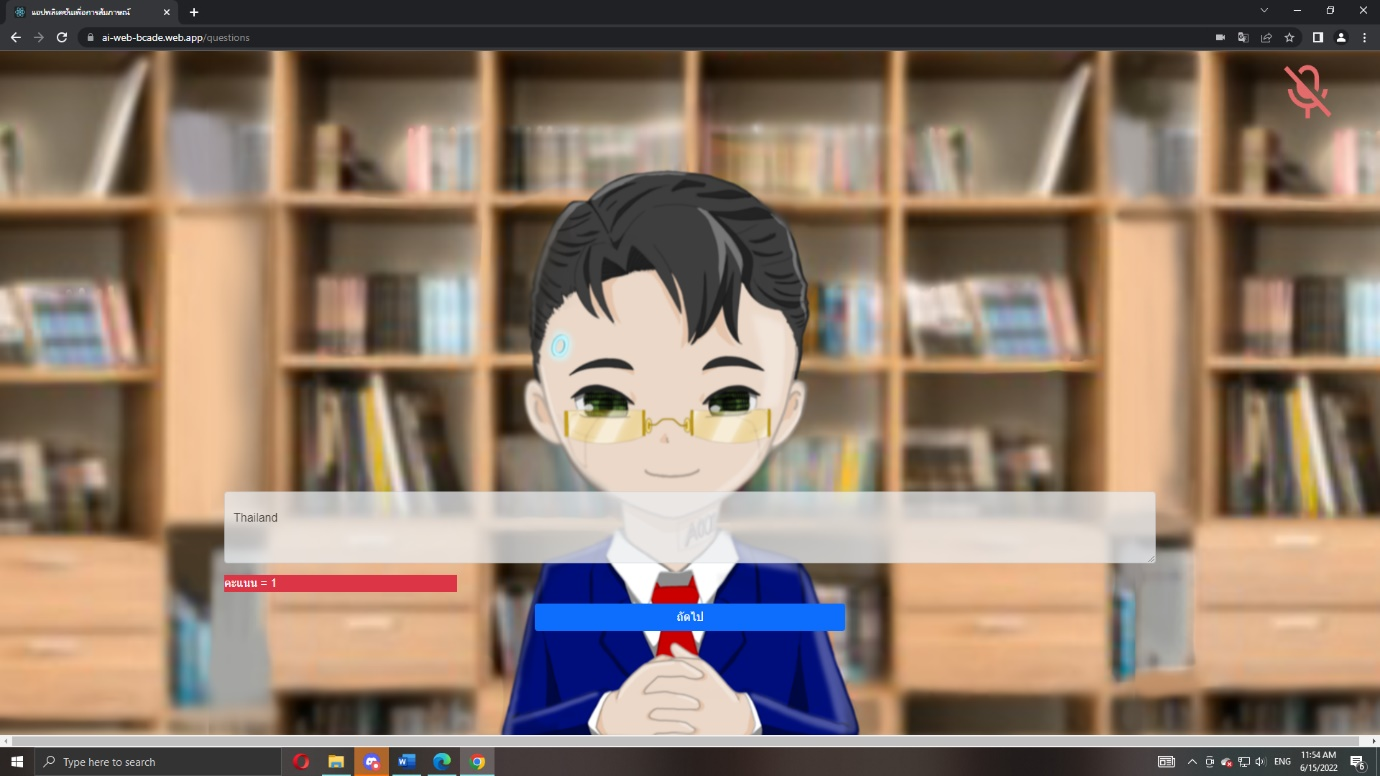 แอปพลิเคชันเพื่อการสัมภาษณ์
ai-web-bcade.web.app/questions
Thailand
คะแนน = 1
ถัดไป
Type here to search
ENG
11:54 AM
6/15/2022
6